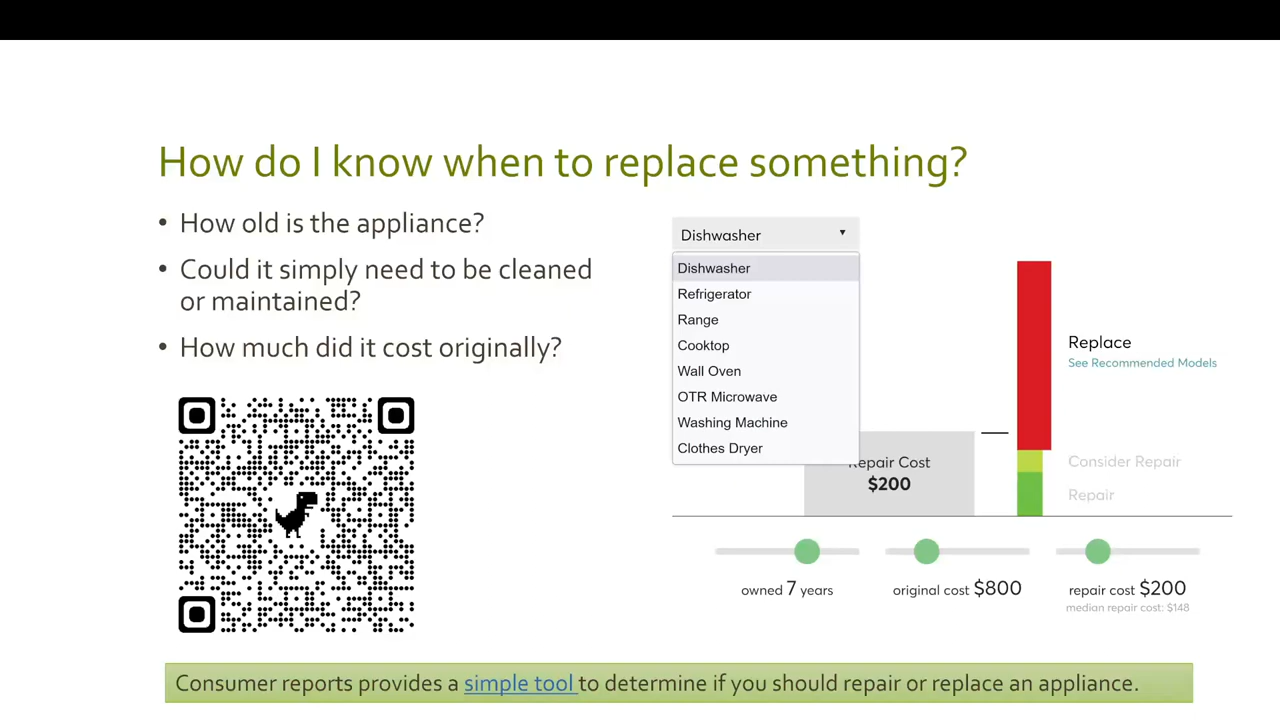 How do I know when to replace something?
• How old is the appliance?
• Could it simply need to be cleaned
or maintained?
• How much did it cost originally?
Dishwasher
Dishwasher
Refrigerator
Range
Cooktop
Wall Oven
OTR Microwave
Washing Machine
Clothes Dryer
Repair Cost
$200
Replace
See Recommended Models
Consider Repair
Repair
owned 7 years
original cost $800
repair cost $200
median repair cost: $148
Consumer reports provides a simple tool to determine if you should repair or replace an appliance.